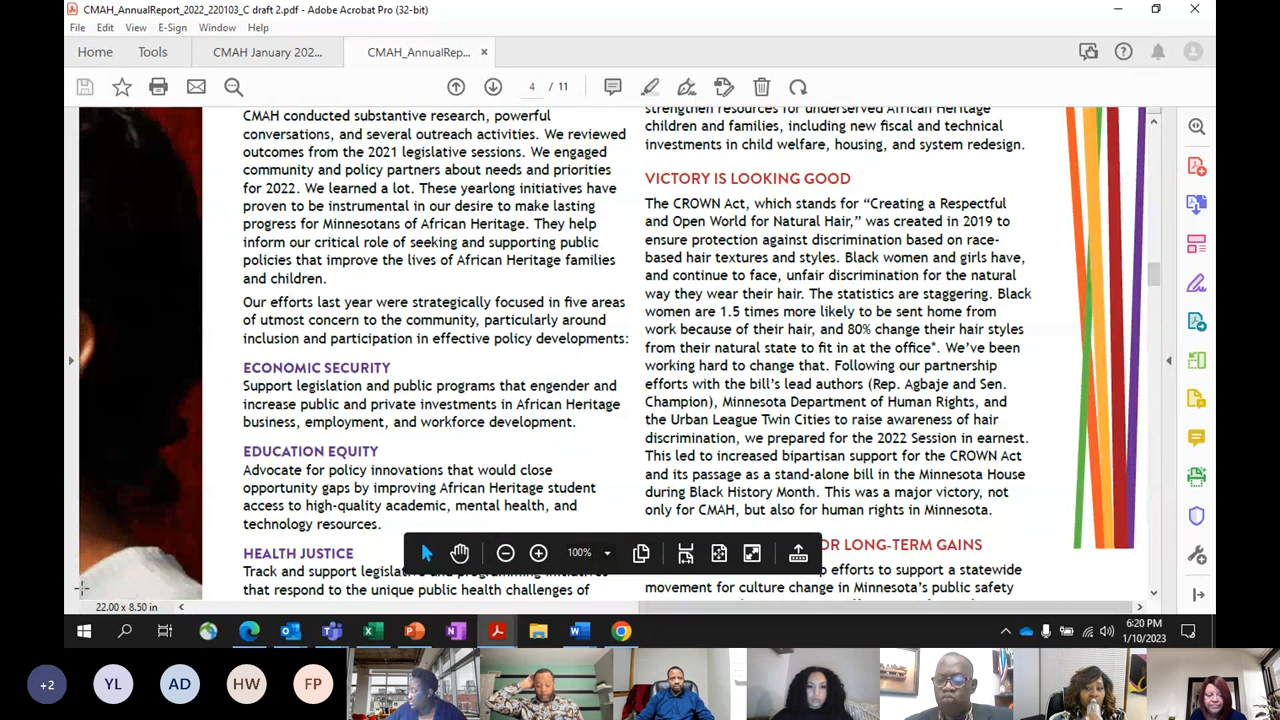 CMAH_AnnualReport_2022_220103_C draft 2.pdf - Adobe Acrobat Pro (32-bit)
File Edit View E-Sign Window Help
Home Tools CMAH January 202... CMAH_AnnualRep... ×
4 / 11
CMAH conducted substantive research, powerful
conversations, and several outreach activities. We reviewed
outcomes from the 2021 legislative sessions. We engaged
community and policy partners about needs and priorities
for 2022. We learned a lot. These yearlong initiatives have
proven to be instrumental in our desire to make lasting
progress for Minnesotans of African Heritage. They help
inform our critical role of seeking and supporting public
policies that improve the lives of African Heritage families
and children.
Our efforts last year were strategically focused in five areas
of utmost concern to the community, particularly around
inclusion and participation in effective policy developments:
ECONOMIC SECURITY
Support legislation and public programs that engender and
increase public and private investments in African Heritage
business, employment, and workforce development.
EDUCATION EQUITY
Advocate for policy innovations that would close
opportunity gaps by improving African Heritage student
access to high-quality academic, mental health, and
technology resources.
HEALTH JUSTICE
Track and support legislative and programming initiatives
that respond to the unique public health challenges of
strengthen resources for underserved African Heritage
children and families, including new fiscal and technical
investments in child welfare, housing, and system redesign.
VICTORY IS LOOKING GOOD
The CROWN Act, which stands for “Creating a Respectful
and Open World for Natural Hair,” was created in 2019 to
ensure protection against discrimination based on race-
based hair textures and styles. Black women and girls have,
and continue to face, unfair discrimination for the natural
way they wear their hair. The statistics are staggering. Black
women are 1.5 times more likely to be sent home from
work because of their hair, and 80% change their hair styles
from their natural state to fit in at the office*. We’ve been
working hard to change that. Following our partnership
efforts with the bill’s lead authors (Rep. Agbaje and Sen.
Champion), Minnesota Department of Human Rights, and
the Urban League Twin Cities to raise awareness of hair
discrimination, we prepared for the 2022 Session in earnest.
This led to increased bipartisan support for the CROWN Act
and its passage as a stand-alone bill in the Minnesota House
during Black History Month. This was a major victory, not
only for CMAH, but also for human rights in Minnesota.
OR LONG-TERM GAINS
p efforts to support a statewide
movement for culture change in Minnesota’s public safety
100%
22.00 x 8.50 in
6:20 PM
1/10/2023
+2 YL AD HW FP